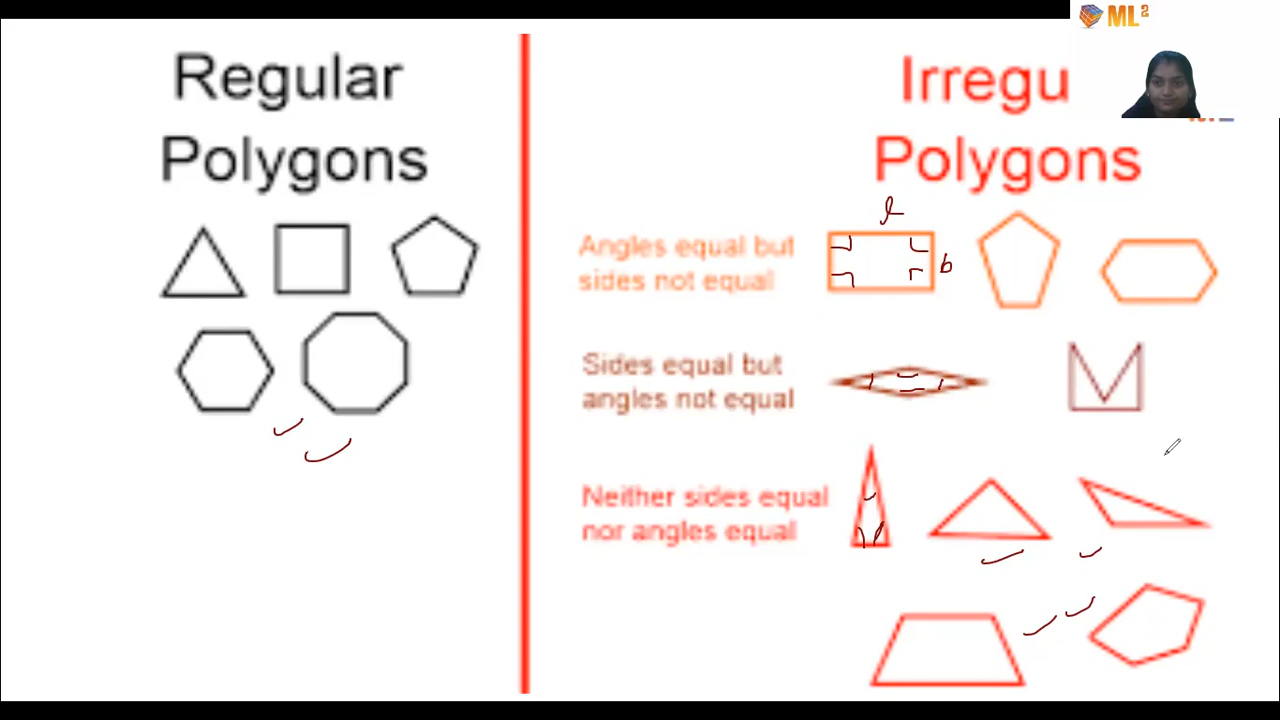 ML²
Regular
Polygons
Irregu
Polygons
Angles equal but
sides not equal
l
b
Sides equal but
angles not equal
Neither sides equal
nor angles equal